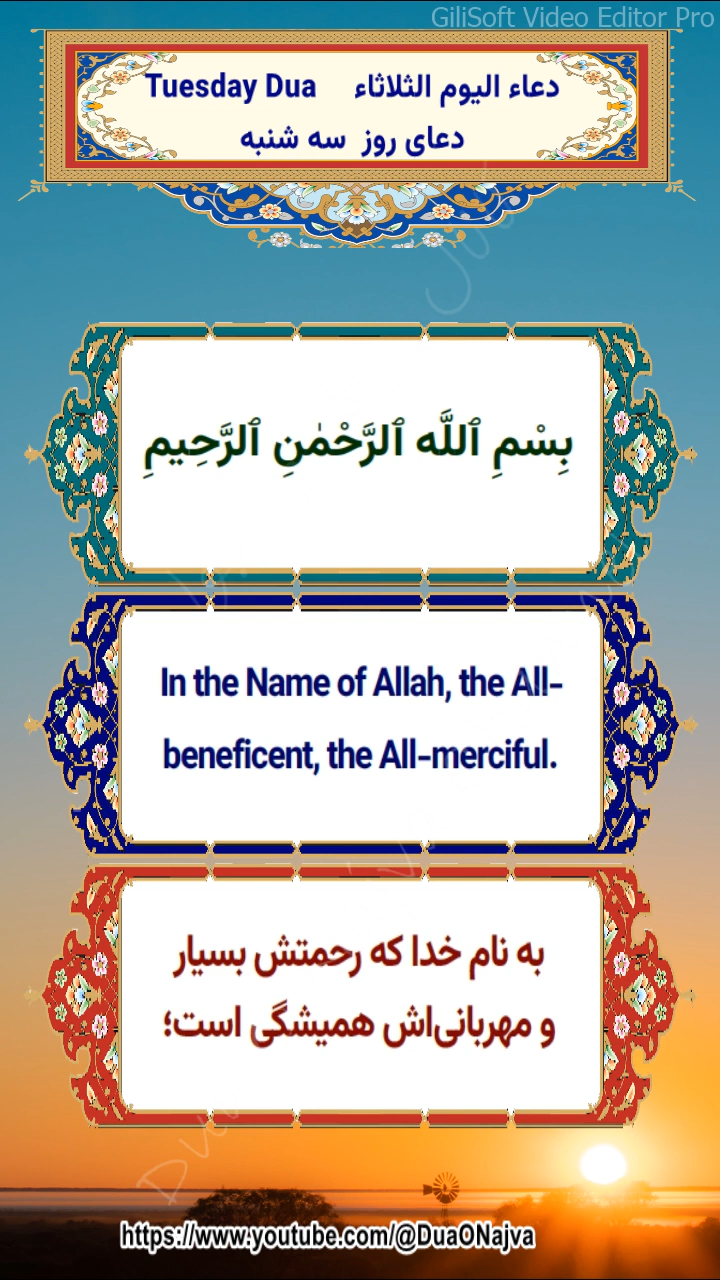 GiliSoft Video Editor Pro
Tuesday Dua دعاء اليوم الثلاثاء
دعای روز سه شنبه
بِسْمِ ٱللَّه ٱلرَّحْمٰنِ ٱلرَّحِيمِ
In the Name of Allah, the All-
beneficent, the All-merciful.
به نام خدا که رحمتش بسیار
و مهربانی‌اش همیشگی است؛
https://www.youtube.com/@DuaONajva